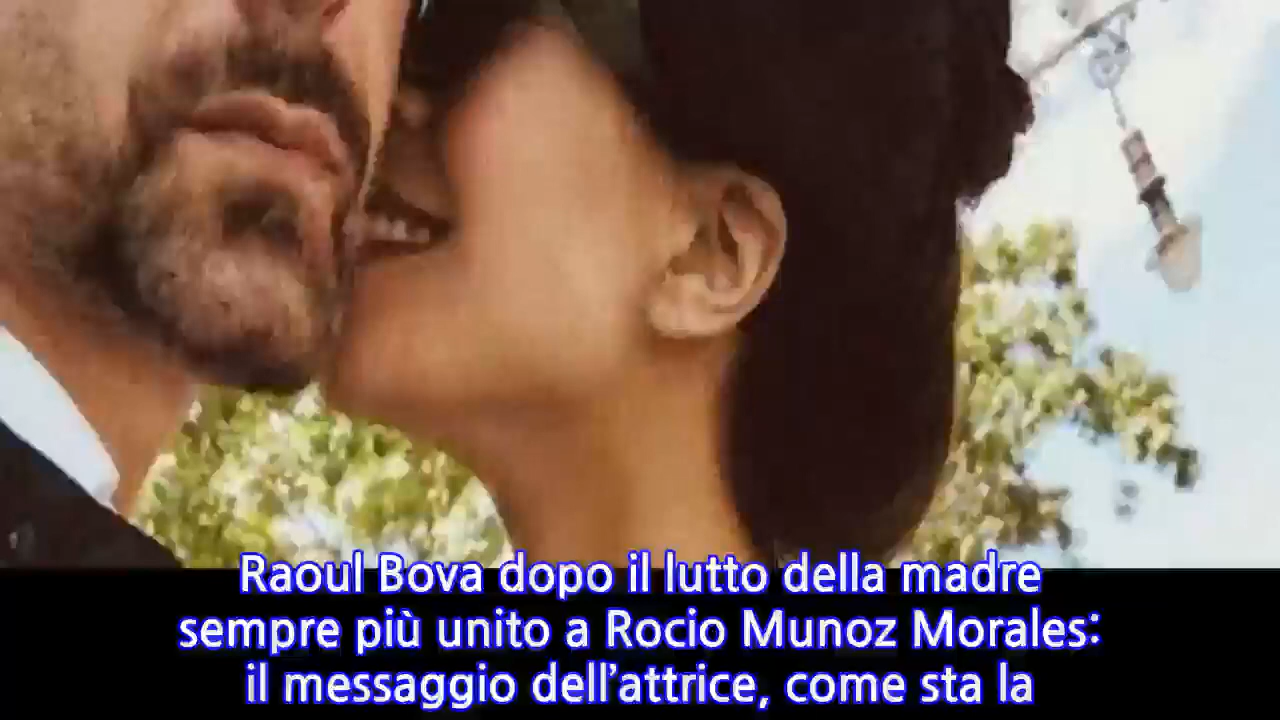 Raoul Bova dopo il lutto della madre
sempre più unito a Rocio Munoz Morales:
il messaggio dell'attrice, come sta la